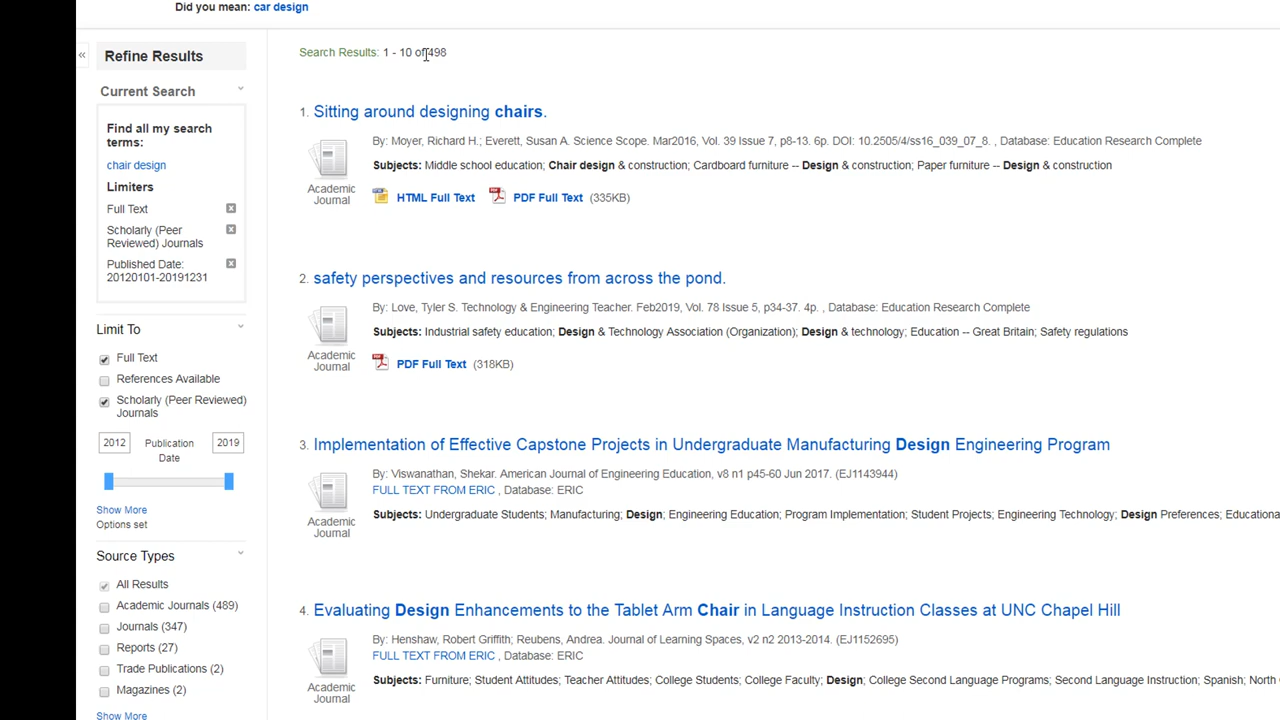 Did you mean: car design
«
Refine Results
Current Search
Find all my search
terms:
chair design
Limiters
Full Text
Scholarly (Peer
Reviewed) Journals
Published Date:
20120101-20191231
Limit To
Full Text
References Available
Scholarly (Peer Reviewed)
Journals
2012 Publication 2019
Date
Show More
Options set
Source Types
All Results
Academic Journals (489)
Journals (347)
Reports (27)
Trade Publications (2)
Magazines (2)
Show More
Search Results: 1 - 10 of 498
1. Sitting around designing chairs.
By: Moyer, Richard H.; Everett, Susan A. Science Scope. Mar2016, Vol. 39 Issue 7, p8-13. 6p. DOI: 10.2505/4/ss16_039_07_8. , Database: Education Research Complete
Subjects: Middle school education; Chair design & construction; Cardboard furniture -- Design & construction; Paper furniture -- Design & construction
Academic
Journal
HTML Full Text PDF Full Text (335KB)
2. safety perspectives and resources from across the pond.
By: Love, Tyler S. Technology & Engineering Teacher. Feb2019, Vol. 78 Issue 5, p34-37. 4p. , Database: Education Research Complete
Subjects: Industrial safety education; Design & Technology Association (Organization); Design & technology; Education -- Great Britain; Safety regulations
Academic
Journal
PDF Full Text (318KB)
3. Implementation of Effective Capstone Projects in Undergraduate Manufacturing Design Engineering Program
By: Viswanathan, Shekar. American Journal of Engineering Education, v8 n1 p45-60 Jun 2017. (EJ1143944)
FULL TEXT FROM ERIC , Database: ERIC
Subjects: Undergraduate Students; Manufacturing; Design; Engineering Education; Program Implementation; Student Projects; Engineering Technology; Design Preferences; Educationa
Academic
Journal
4. Evaluating Design Enhancements to the Tablet Arm Chair in Language Instruction Classes at UNC Chapel Hill
By: Henshaw, Robert Griffith; Reubens, Andrea. Journal of Learning Spaces, v2 n2 2013-2014. (EJ1152695)
FULL TEXT FROM ERIC , Database: ERIC
Subjects: Furniture; Student Attitudes; Teacher Attitudes; College Students; College Faculty; Design; College Second Language Programs; Second Language Instruction; Spanish; North
Academic
Journal